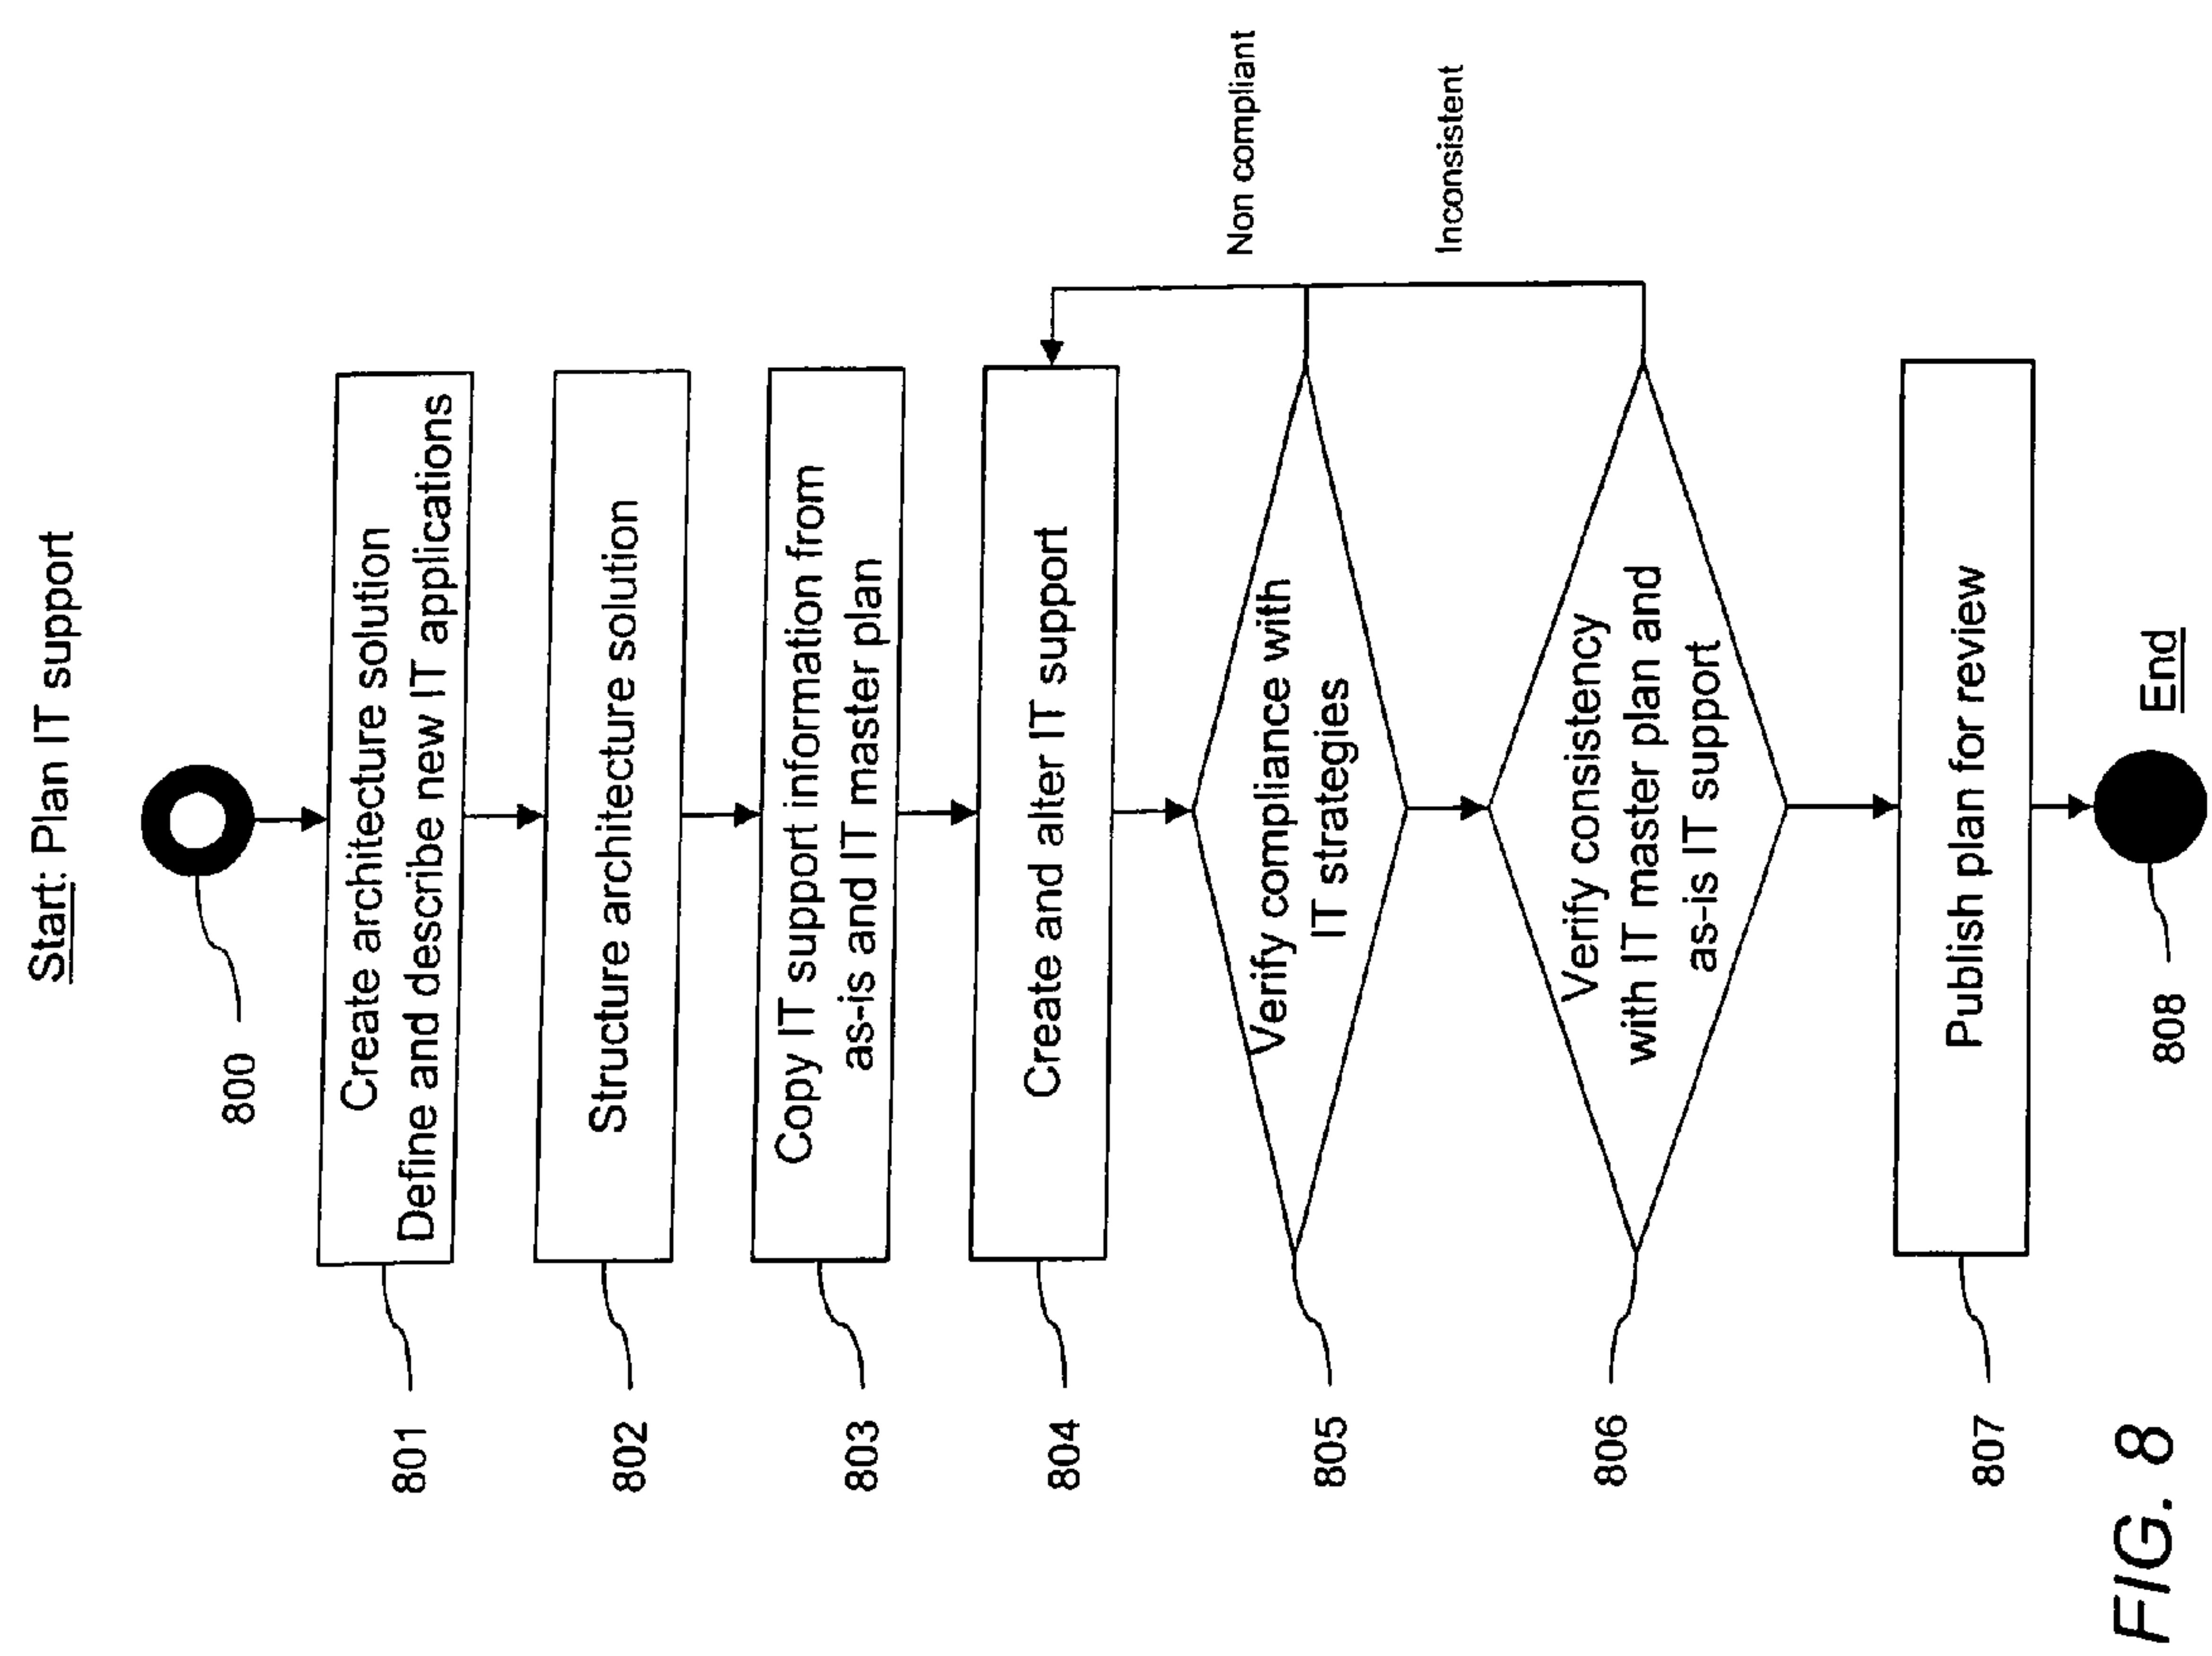 Start: Plan IT support
800
801
Create architecture solution
Define and describe new IT applications
802
Structure architecture solution
803
Copy IT support information from
as-is and IT master plan
804
Create and alter IT support
Non compliant
805
Verify compliance with
IT strategies
Inconsistent
806
Verify consistency
with IT master plan and
as-is IT support
807
Publish plan for review
808
End
FIG. 8